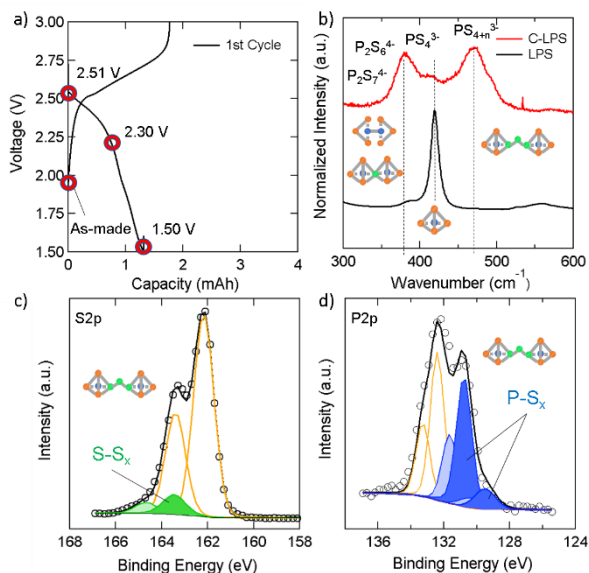 a)
1st Cycle
2.51 V
2.30 V
1.50 V
As-made
3.00
2.75
2.50
2.25
2.00
1.75
1.50
Voltage (V)
0 1 2 3 4
Capacity (mAh)
b)
P₂S₆⁴⁻
P₂S₇⁴⁻
PS₄³⁻
PS₄₊ₙ³⁻
C-LPS
LPS
Normalized Intensity (a.u.)
300 400 500 600
Wavenumber (cm⁻¹)
c)
S2p
S-Sₓ
Intensity (a.u.)
168 166 164 162 160 158
Binding Energy (eV)
d)
P2p
P-Sₓ
Intensity (a.u.)
136 132 128 124
Binding Energy (eV)